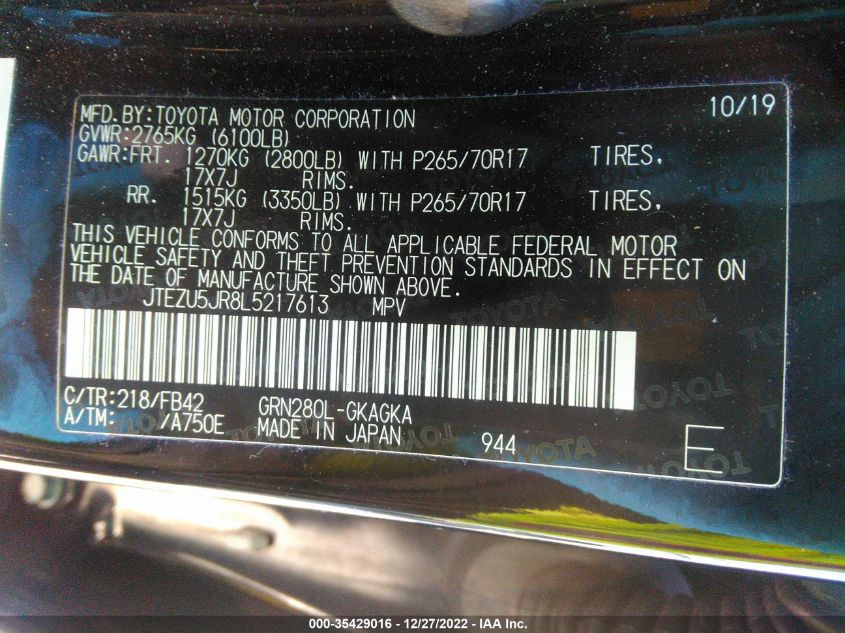 MFD.BY:TOYOTA MOTOR CORPORATION 10/19
GVWR:2765KG (6100LB)
GAWR:FRT. 1270KG (2800LB) WITH P265/70R17 TIRES,
17X7J RIMS.
RR. 1515KG (3350LB) WITH P265/70R17 TIRES,
17X7J RIMS.
THIS VEHICLE CONFORMS TO ALL APPLICABLE FEDERAL MOTOR
VEHICLE SAFETY AND THEFT PREVENTION STANDARDS IN EFFECT ON
THE DATE OF MANUFACTURE SHOWN ABOVE.
JTEZU5JR8L5217613 MPV
C/TR:218/FB42 GRN280L-GKAGKA
A/TM: /A750E MADE IN JAPAN 944 E
TOYOTA
000-35429016 - 12/27/2022 - IAA Inc.